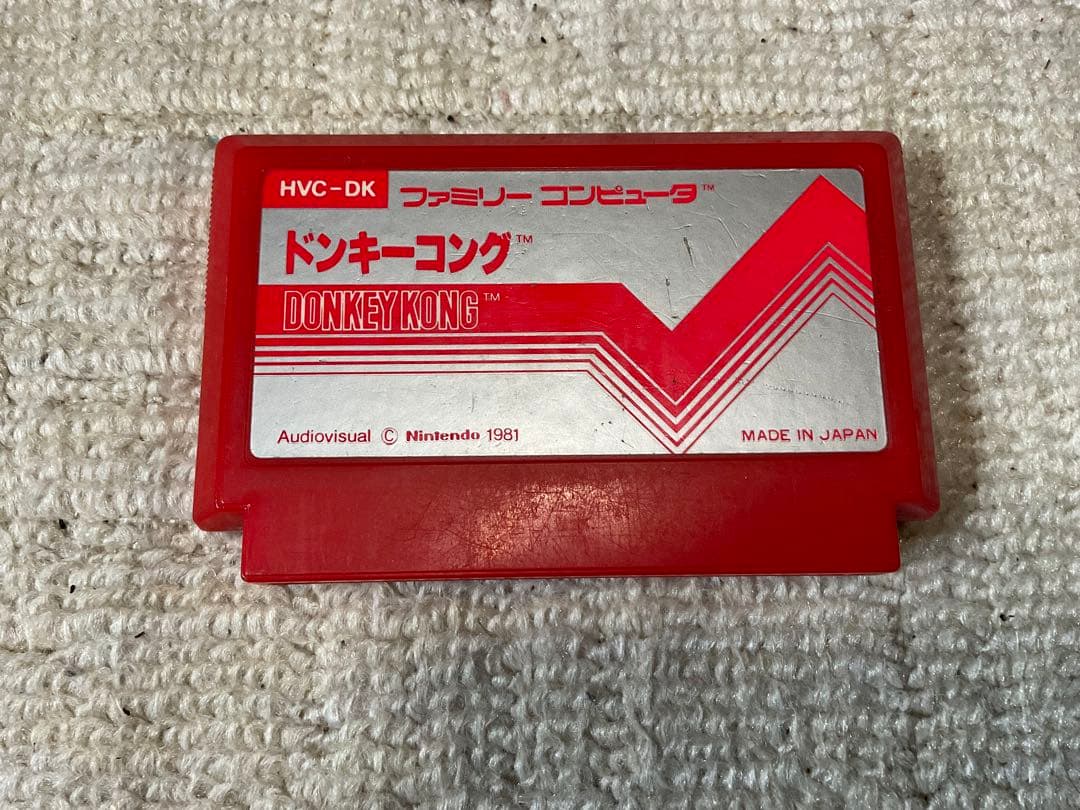 HVC-DK ファミリー コンピュータ™
ドンキーコング™
DONKEY KONG™
Audiovisual © Nintendo 1981
MADE IN JAPAN